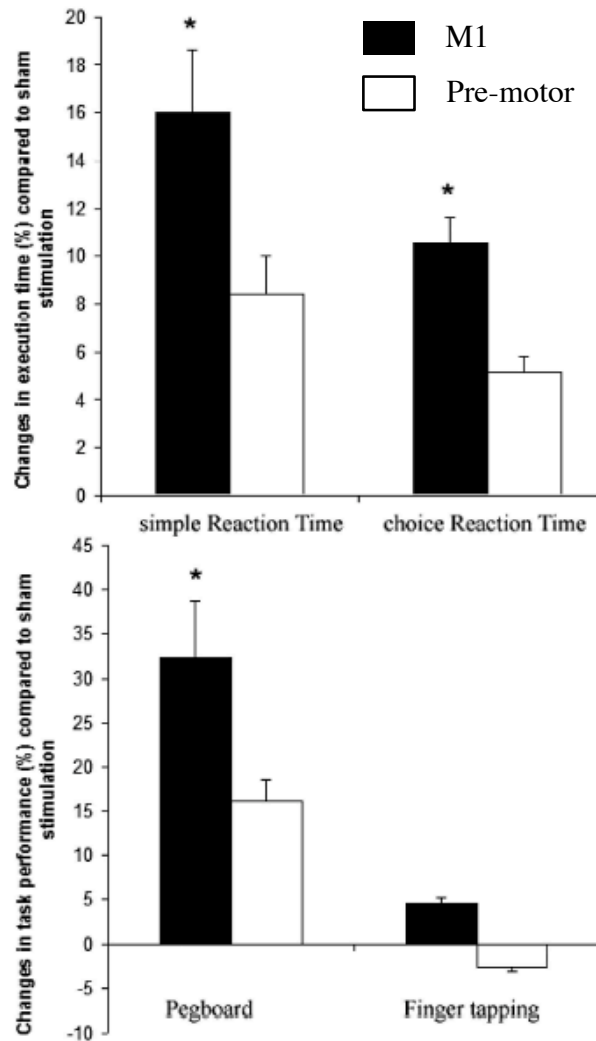 Changes in execution time (%) compared to sham
stimulation
20
18
16
14
12
10
8
6
4
2
0
M1
Pre-motor
*
*
simple Reaction Time
choice Reaction Time
Changes in task performance (%) compared to sham
stimulation
45
40
35
30
25
20
15
10
5
0
-5
-10
*
Pegboard
Finger tapping